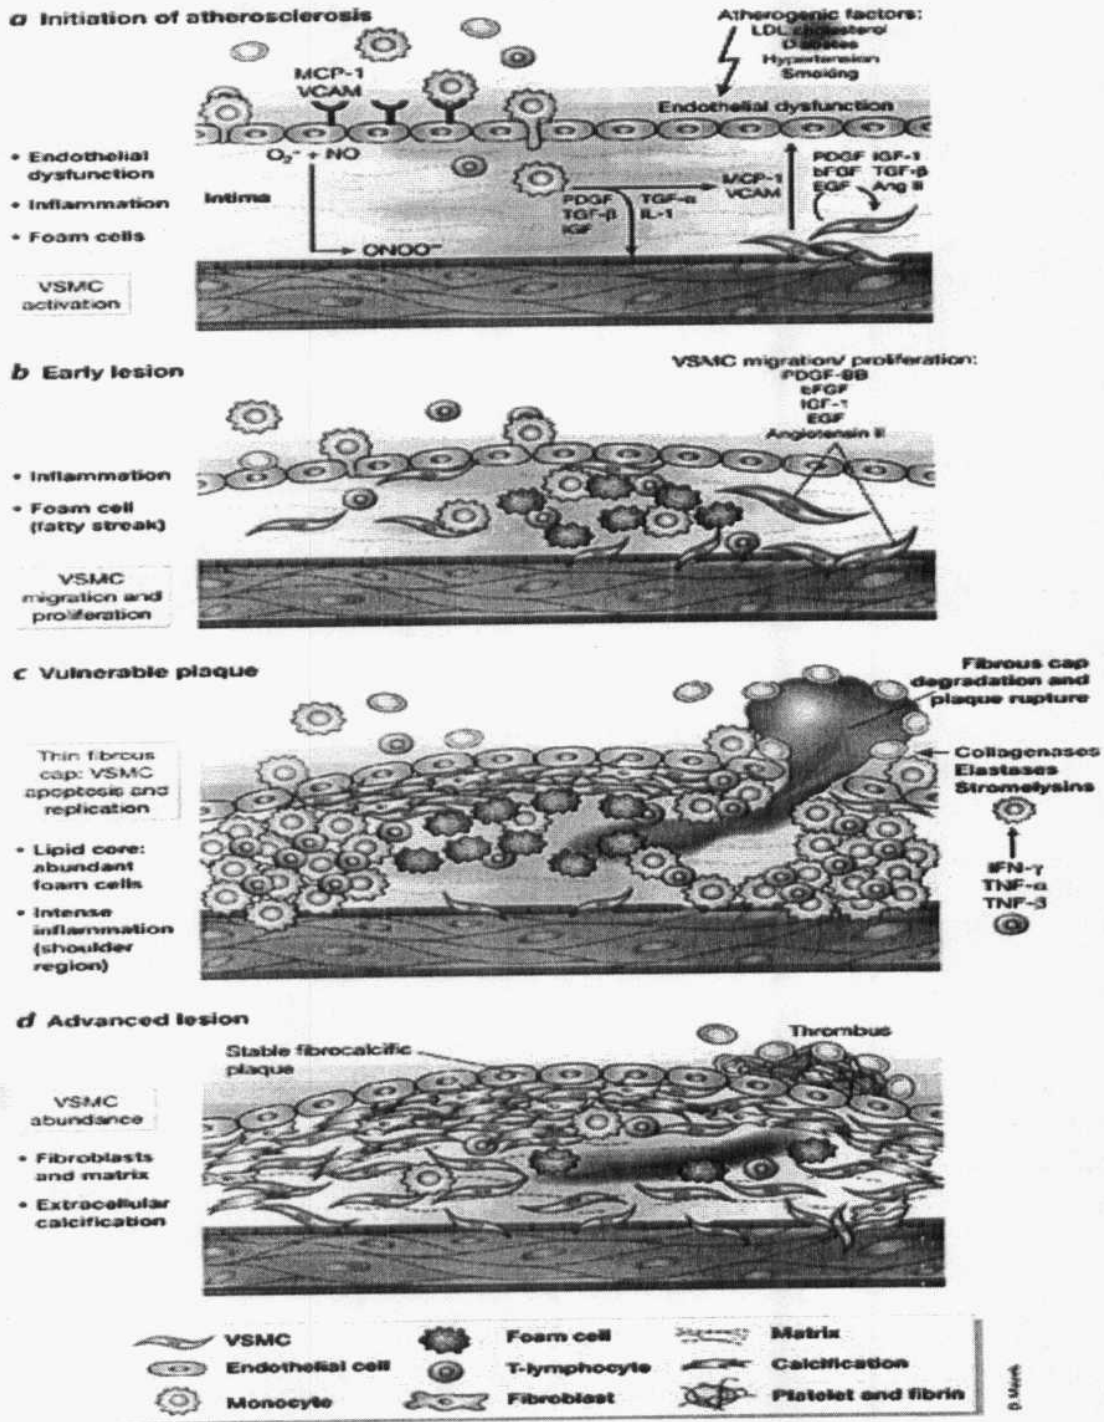 a Initiation of atherosclerosis
Atherogenic factors:
LDL cholesterol
Diabetes
Hypertension
Smoking
MCP-1
VCAM
Endothelial dysfunction
• Endothelial
dysfunction
• Inflammation
• Foam cells
VSMC
activation
O₂⁻ + NO
Intima
ONOO⁻
PDGF TGF-α
TGF-β IL-1
IGF
MCP-1
VCAM
PDGF IGF-1
bFGF TGF-β
EGF Ang II
b Early lesion
VSMC migration/ proliferation:
PDGF-BB
bFGF
IGF-1
EGF
Angiotensin II
• Inflammation
• Foam cell
(fatty streak)
VSMC
migration and
proliferation
c Vulnerable plaque
Fibrous cap
degradation and
plaque rupture
Thin fibrous
cap: VSMC
apoptosis and
replication
• Lipid core:
abundant
foam cells
• Intense
inflammation
(shoulder
region)
Collagenases
Elastases
Stromelysins
IFN-γ
TNF-α
TNF-β
d Advanced lesion
Stable fibrocalcific
plaque
Thrombus
VSMC
abundance
• Fibroblasts
and matrix
• Extracellular
calcification
VSMC Foam cell Matrix
Endothelial cell T-lymphocyte Calcification
Monocyte Fibroblast Platelet and fibrin